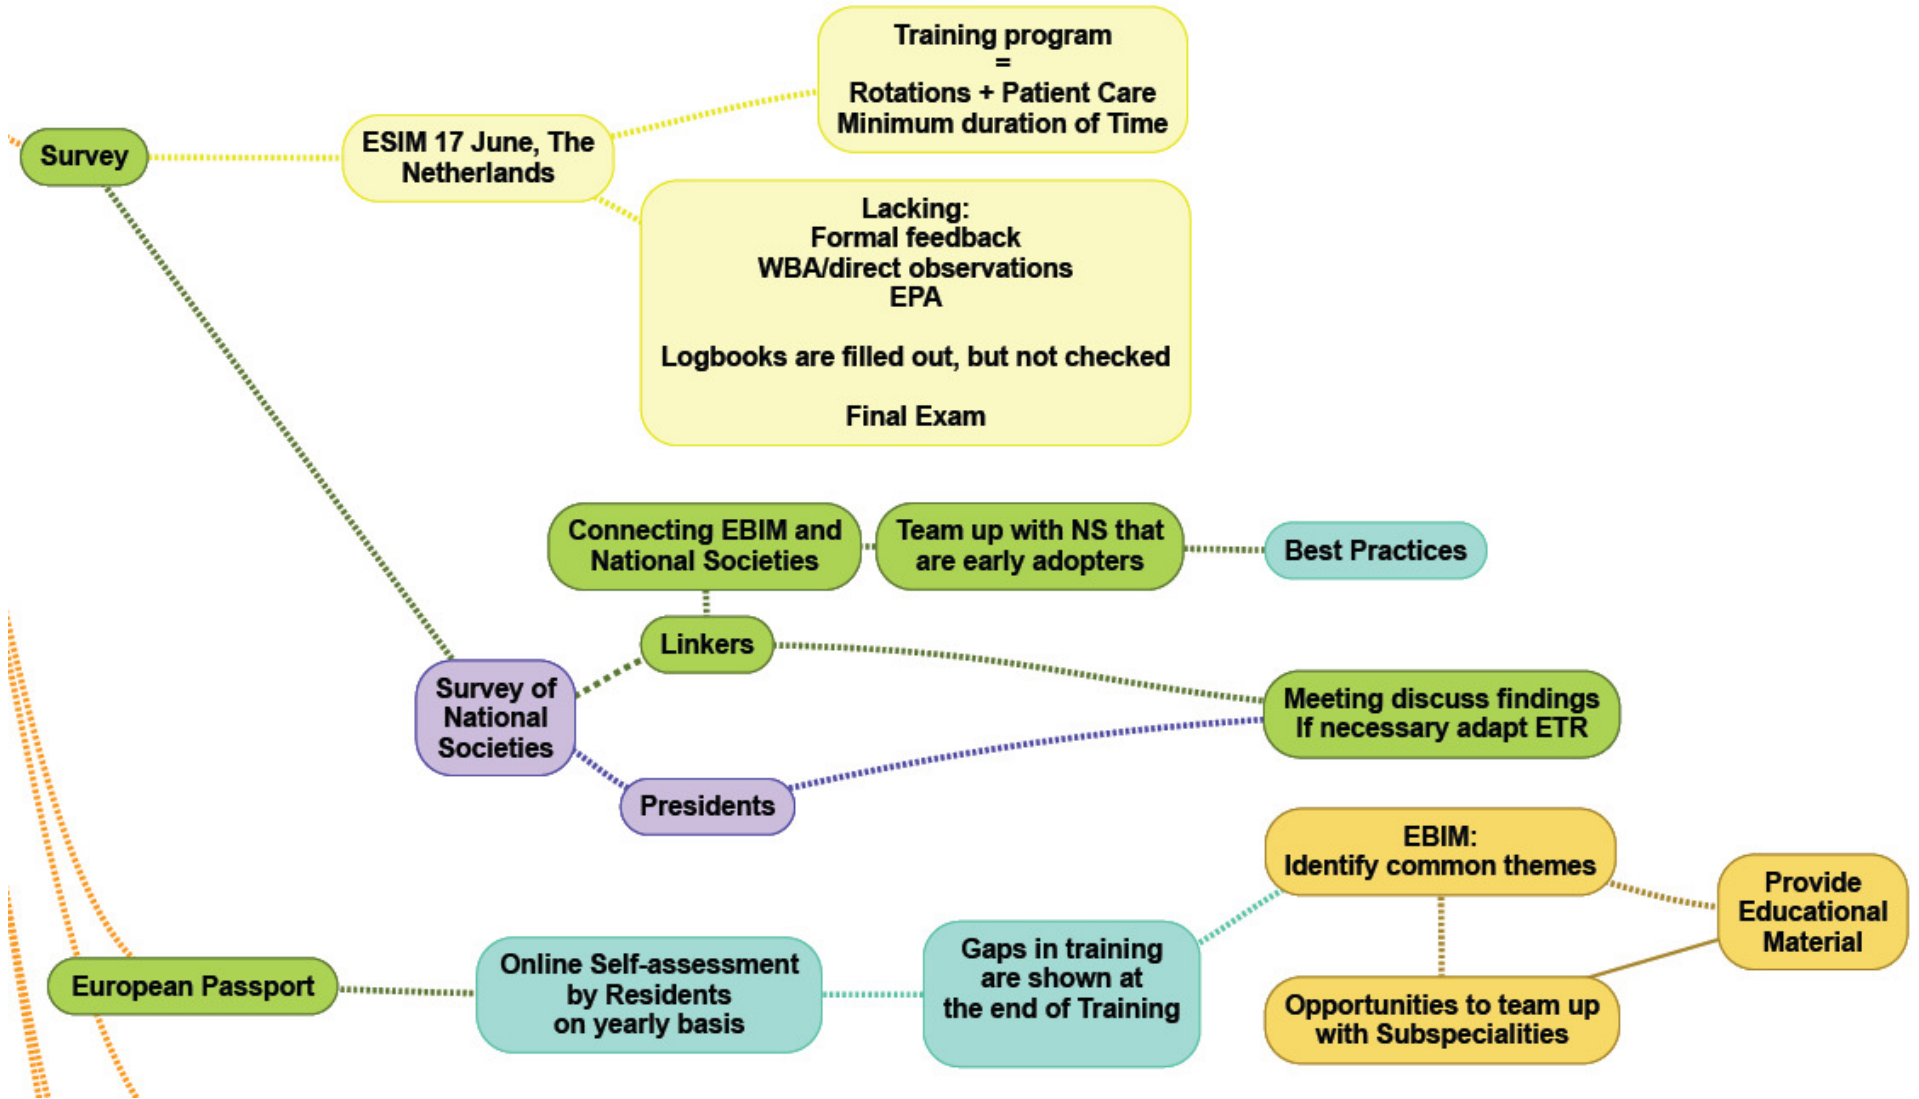 Training program
=
Rotations + Patient Care
Minimum duration of Time
Survey
ESIM 17 June, The
Netherlands
Lacking:
Formal feedback
WBA/direct observations
EPA
Logbooks are filled out, but not checked
Final Exam
Connecting EBIM and
National Societies
Team up with NS that
are early adopters
Best Practices
Linkers
Survey of
National
Societies
Meeting discuss findings
If necessary adapt ETR
Presidents
EBIM:
Identify common themes
Provide
Educational
Material
European Passport
Online Self-assessment
by Residents
on yearly basis
Gaps in training
are shown at
the end of Training
Opportunities to team up
with Subspecialities